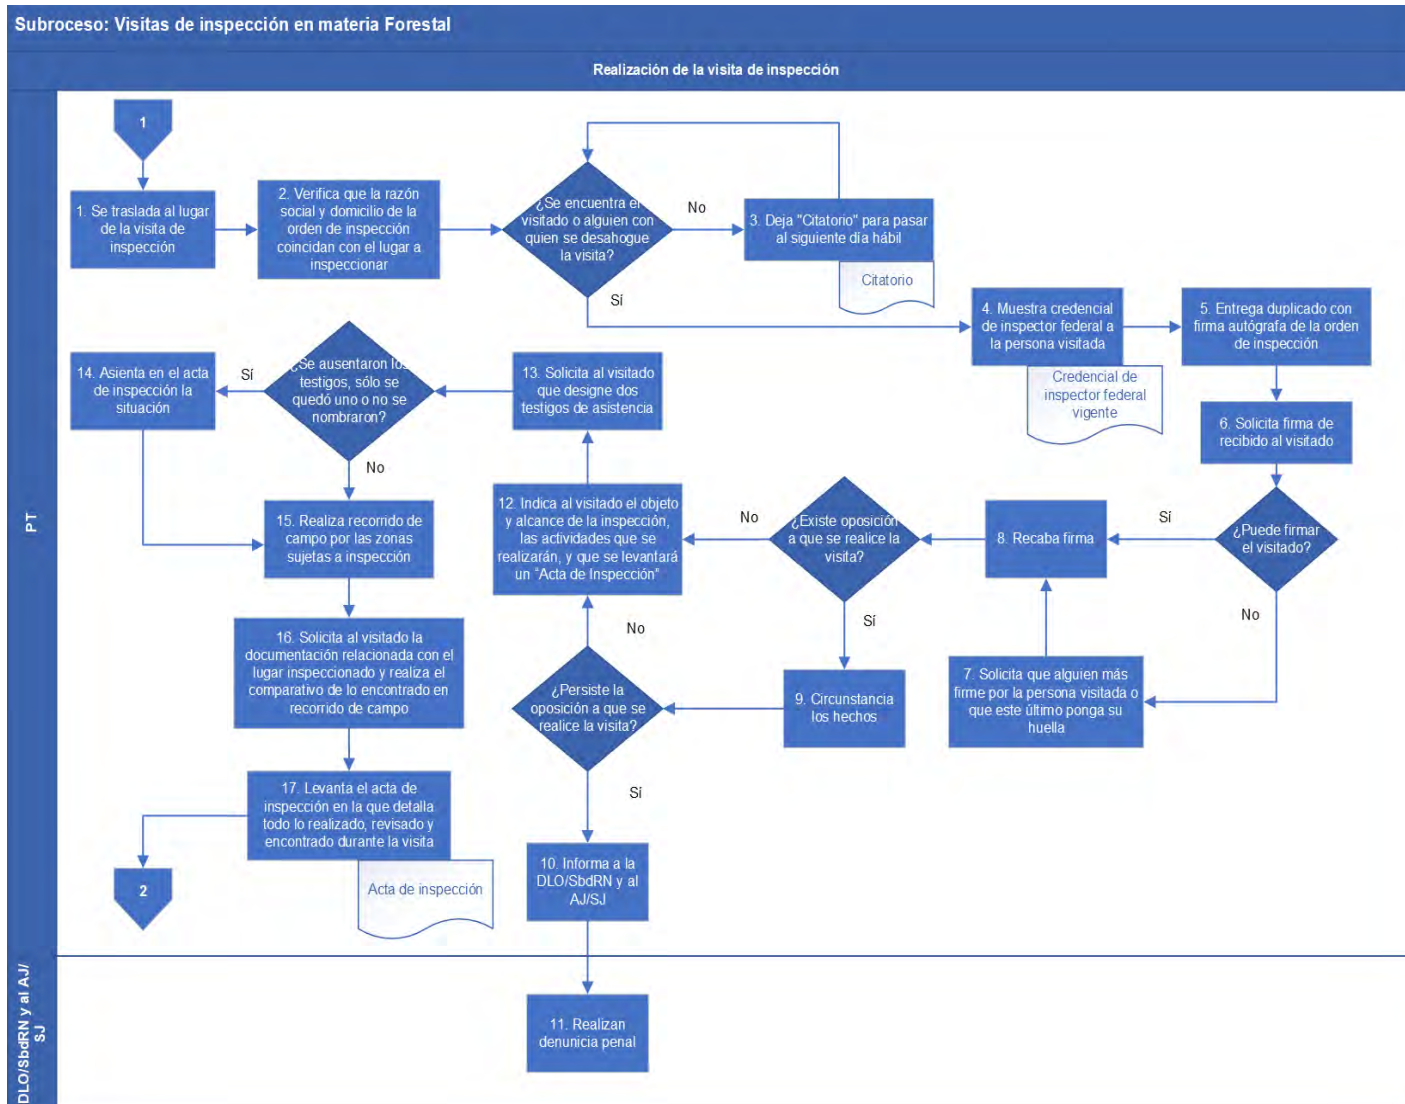 Subroceso: Visitas de inspección en materia Forestal
Realización de la visita de inspección
PT
1
1. Se traslada al lugar
de la visita de
inspección
2. Verifica que la razón
social y domicilio de la
orden de inspección
coincidan con el lugar a
inspeccionar
¿Se encuentra el
visitado o alguien con
quien se desahogue
la visita?
No
3. Deja "Citatorio" para pasar
al siguiente día hábil
Citatorio
Sí
4. Muestra credencial
de inspector federal a
la persona visitada
Credencial de
inspector federal
vigente
5. Entrega duplicado con
firma autógrafa de la orden
de inspección
6. Solicita firma de
recibido al visitado
¿Puede firmar
el visitado?
Sí
No
7. Solicita que alguien más
firme por la persona visitada o
que este último ponga su
huella
8. Recaba firma
¿Existe oposición
a que se realice la
visita?
No
Sí
9. Circunstancia
los hechos
¿Persiste la
oposición a que se
realice la visita?
No
Sí
10. Informa a la
DLO/SbdRN y al
AJ/SJ
12. Indica al visitado el objeto
y alcance de la inspección,
las actividades que se
realizarán, y que se levantará
un “Acta de Inspección”
13. Solicita al visitado
que designe dos
testigos de asistencia
¿Se ausentaron los
testigos, sólo se
quedó uno o no se
nombraron?
Sí
No
14. Asienta en el acta
de inspección la
situación
15. Realiza recorrido de
campo por las zonas
sujetas a inspección
16. Solicita al visitado la
documentación relacionada con el
lugar inspeccionado y realiza el
comparativo de lo encontrado en
recorrido de campo
17. Levanta el acta de
inspección en la que detalla
todo lo realizado, revisado y
encontrado durante la visita
Acta de inspección
2
DLO/SbdRN y al AJ/
SJ
11. Realizan
denunicia penal